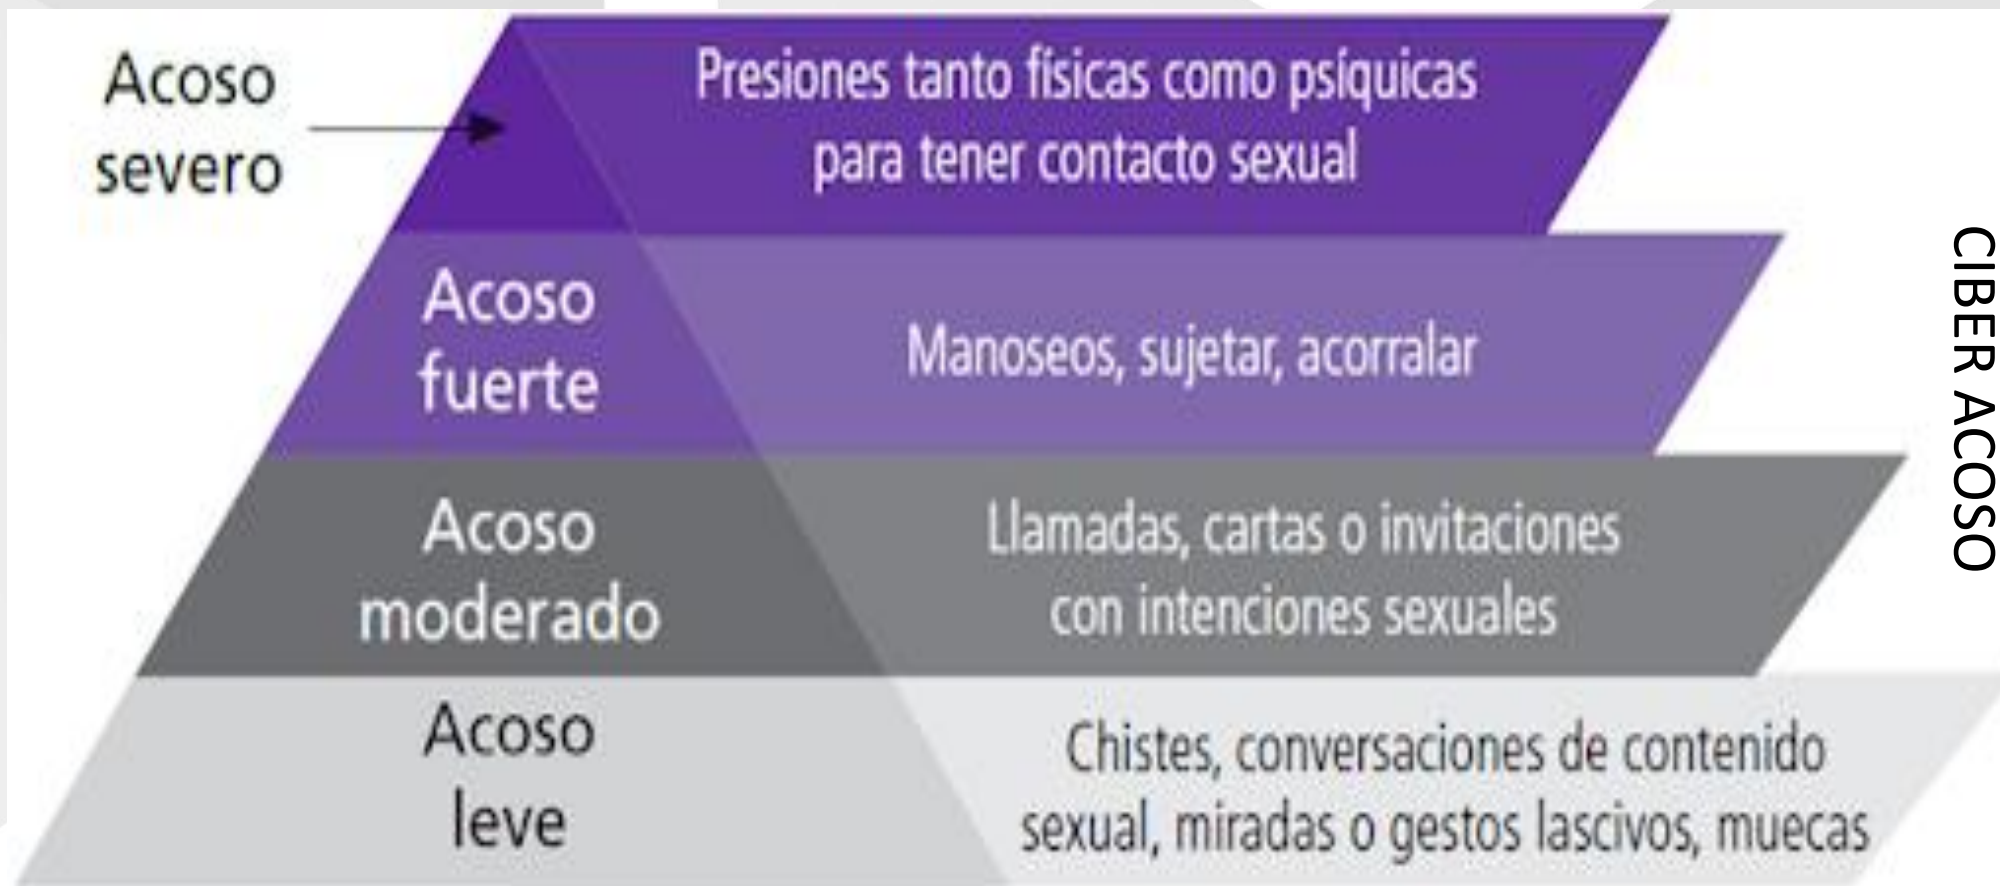 Acoso
severo
Presiones tanto físicas como psíquicas
para tener contacto sexual
Acoso
fuerte
Manoseos, sujetar, acorralar
Acoso
moderado
Llamadas, cartas o invitaciones
con intenciones sexuales
Acoso
leve
Chistes, conversaciones de contenido
sexual, miradas o gestos lascivos, muecas
CIBER ACOSO